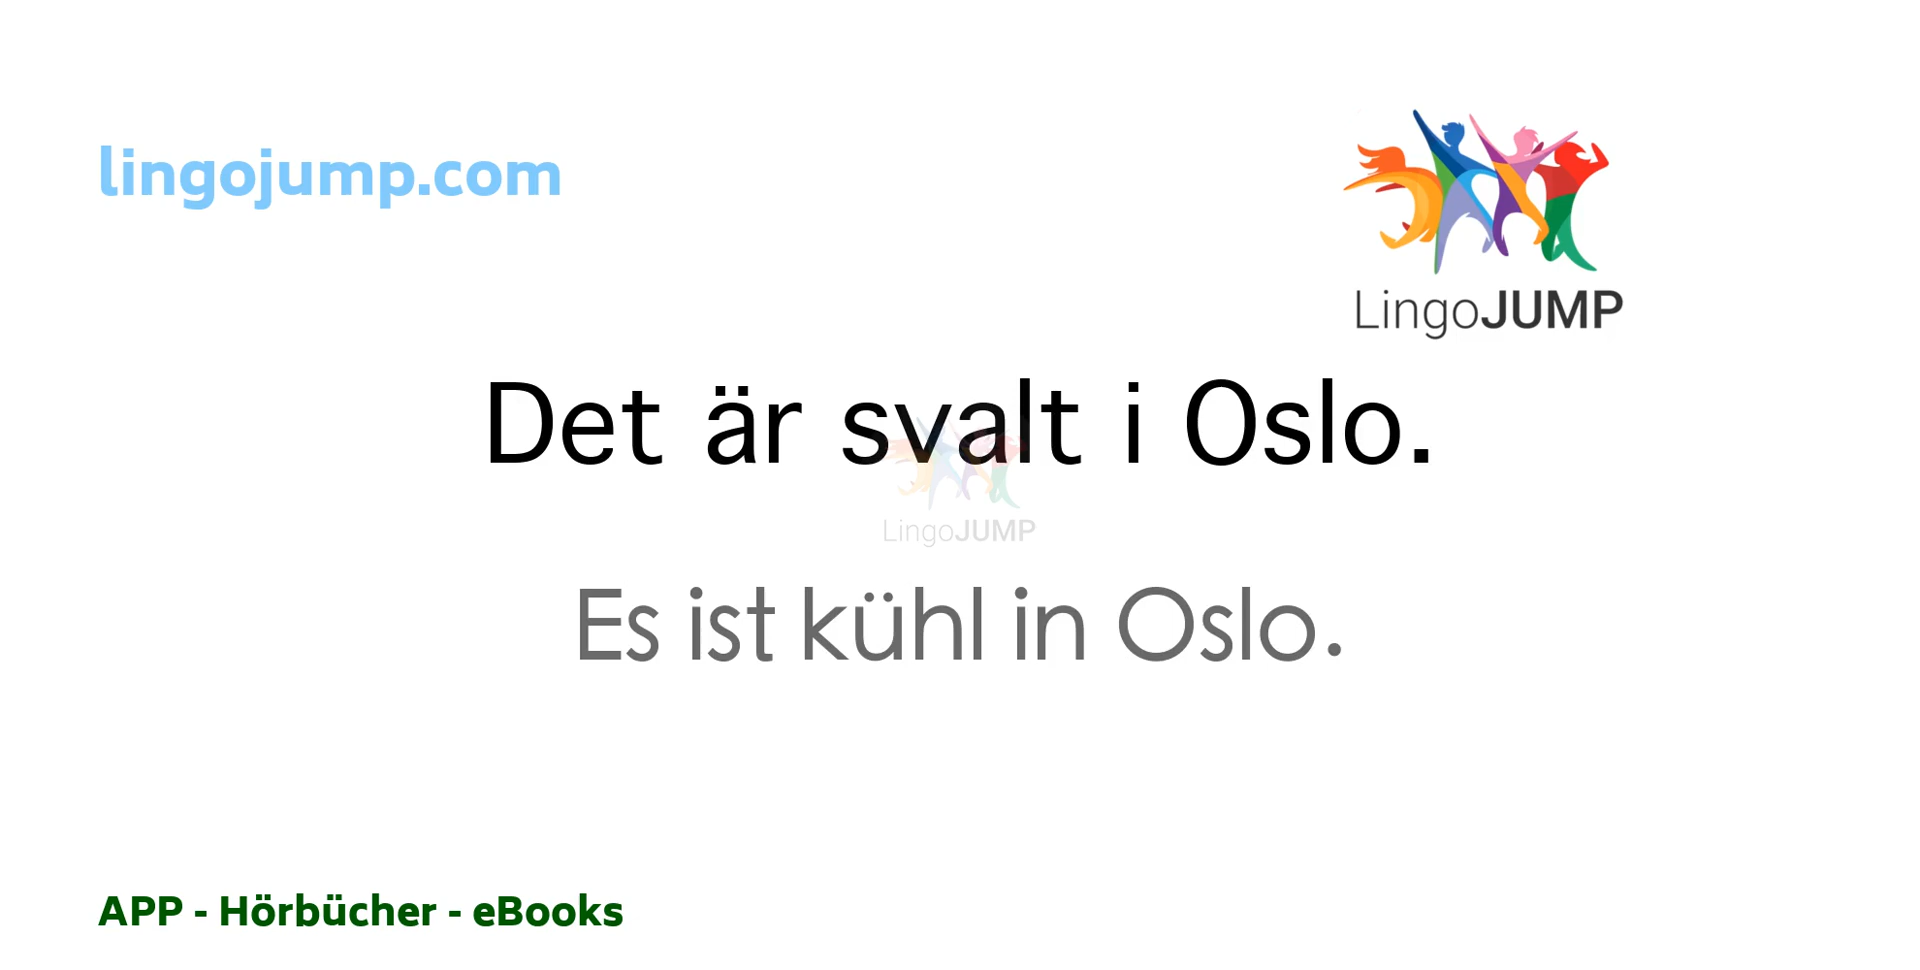 lingojump.com
LingoJUMP
Det är svalt i Oslo.
LingoJUMP
Es ist kühl in Oslo.
APP - Hörbücher - eBooks